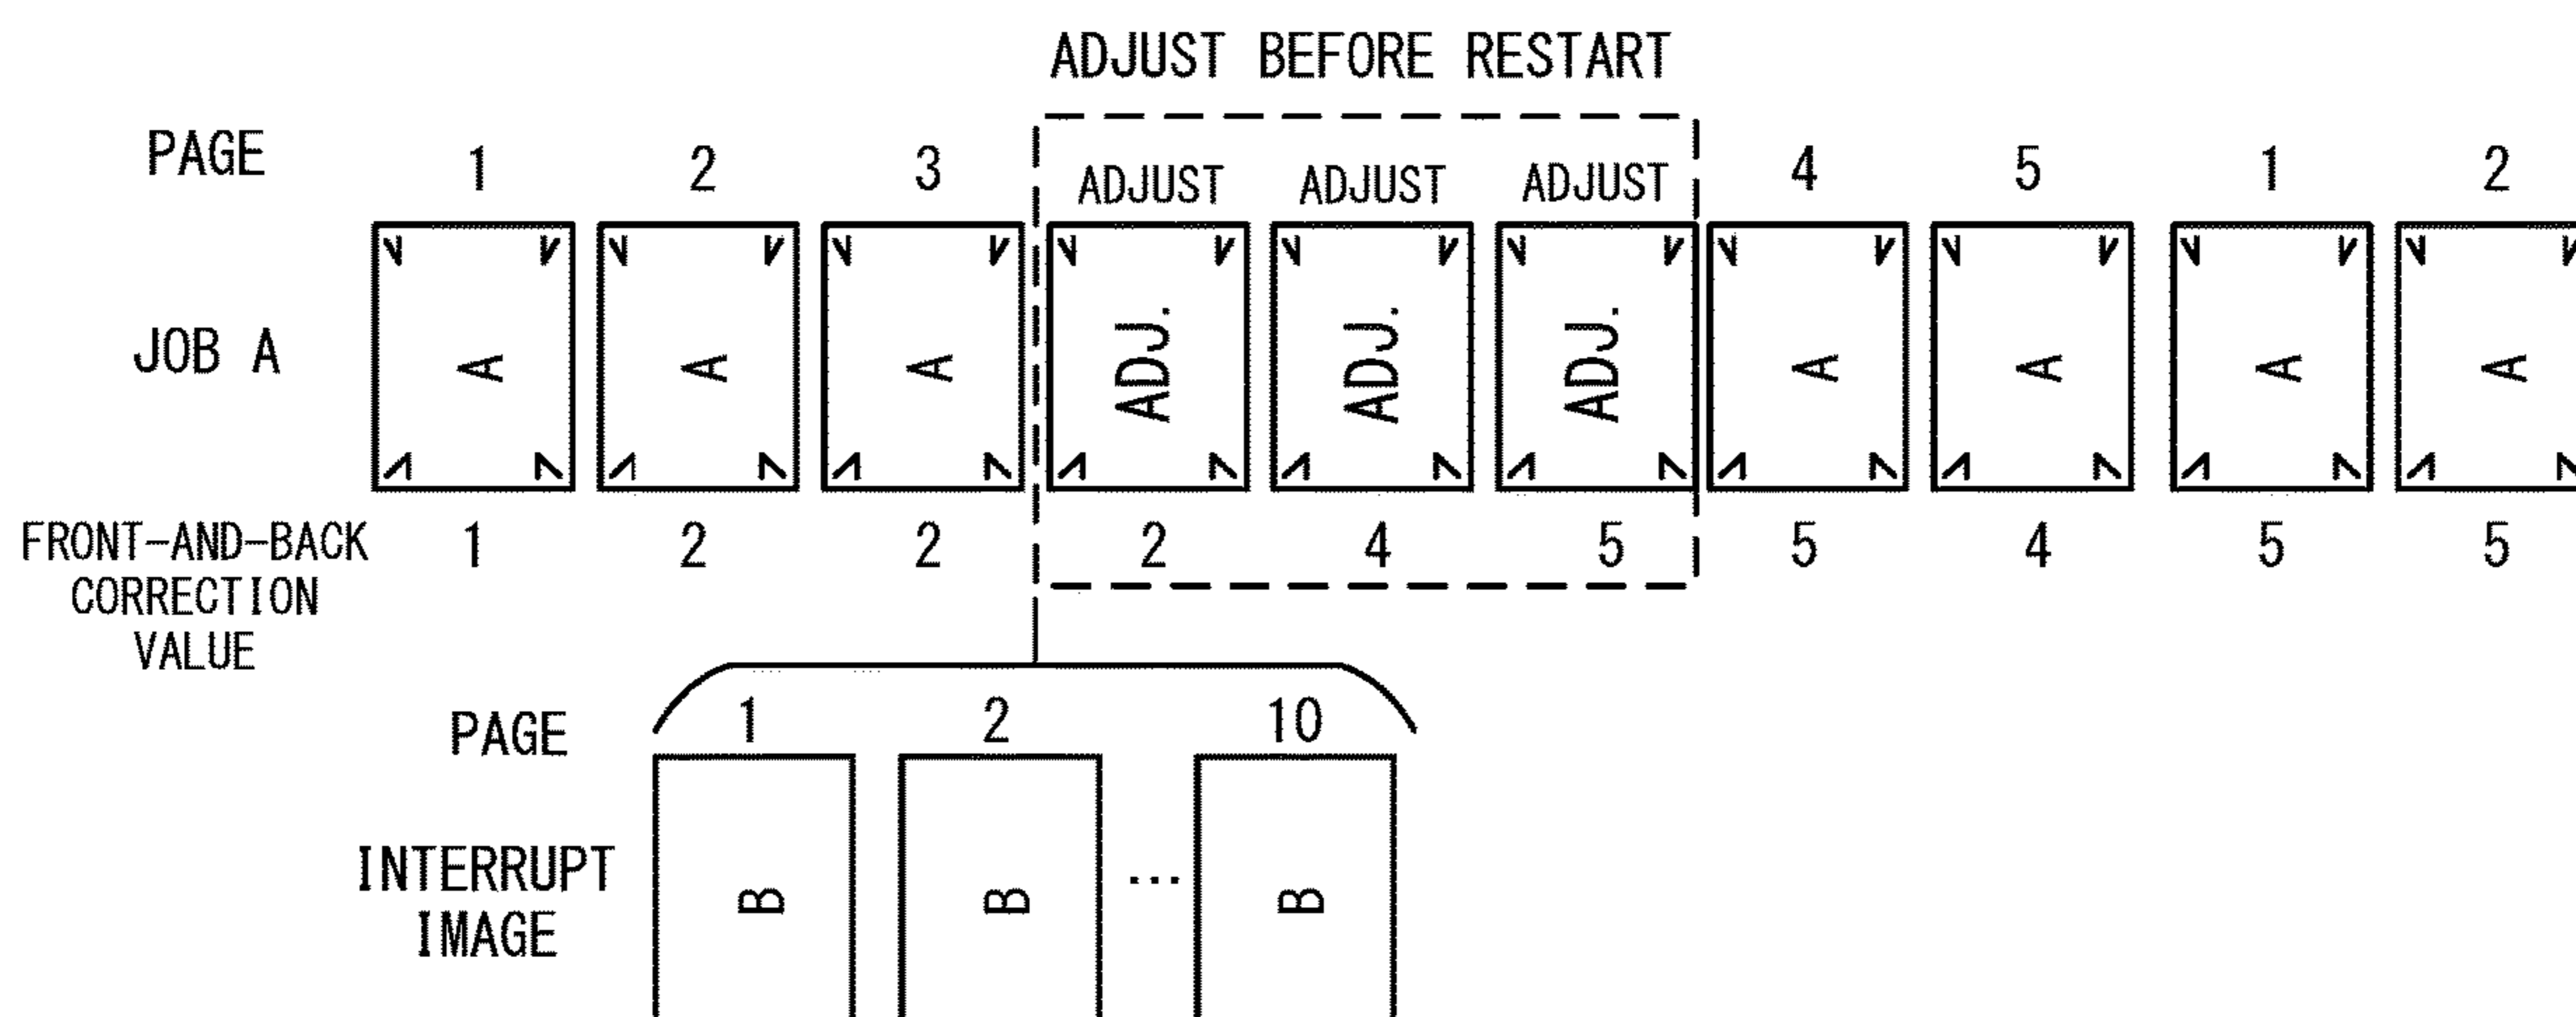 ADJUST BEFORE RESTART
PAGE 1 2 3 ADJUST ADJUST ADJUST 4 5 1 2
JOB A A A A ADJ. ADJ. ADJ. A A A A
FRONT-AND-BACK 1 2 2 2 4 5 5 4 5 5
CORRECTION
VALUE
PAGE 1 2 10
INTERRUPT B B ... B
IMAGE